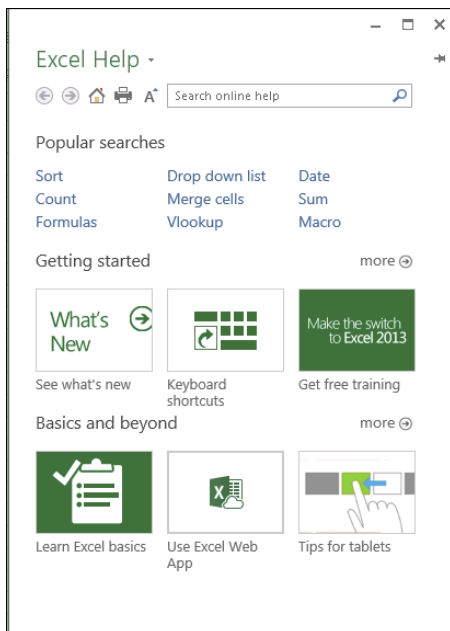 Excel Help
A
Search online help
Popular searches
Sort Drop down list Date
Count Merge cells Sum
Formulas Vlookup Macro
Getting started more
What's
New
Make the switch
to Excel 2013
See what's new Keyboard
shortcuts Get free training
Basics and beyond more
X
Learn Excel basics Use Excel Web
App Tips for tablets